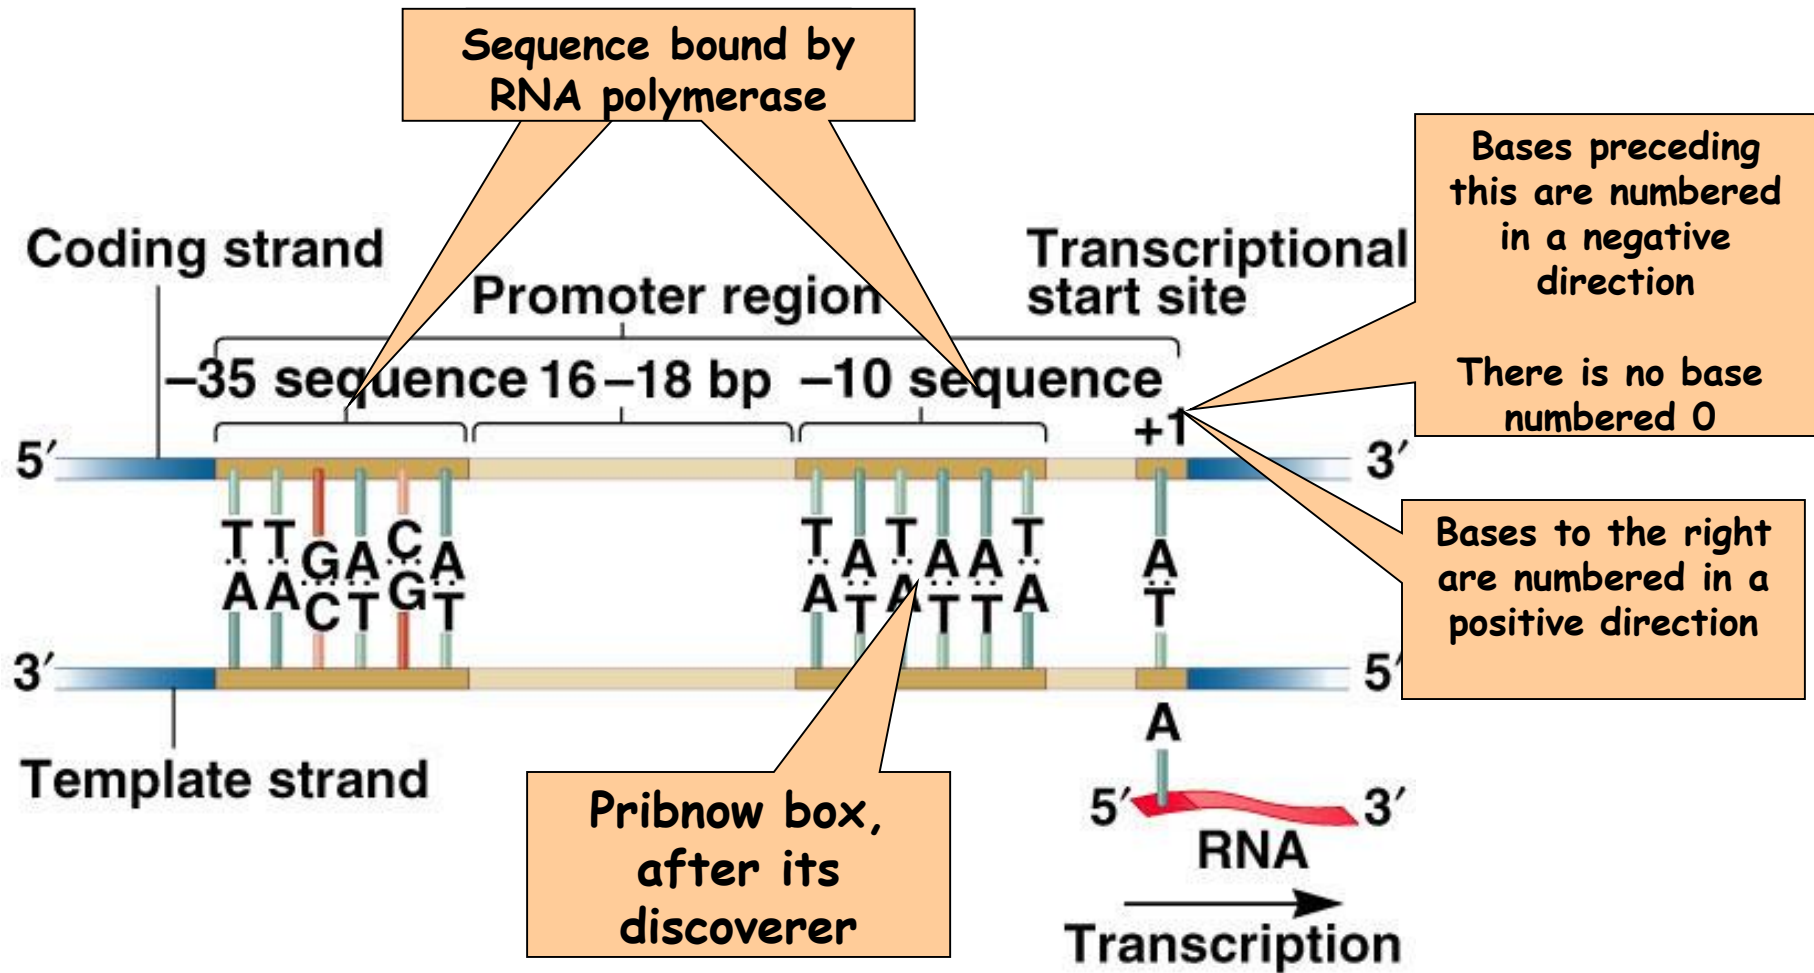 Sequence bound by
RNA polymerase
Bases preceding
this are numbered
in a negative
direction
There is no base
numbered 0
Coding strand
Promoter region
Transcriptional
start site
–35 sequence 16–18 bp –10 sequence
+1
5′ 3′
T T G A C A T A T A A T A
A A C T G T A T A T T A T
3′ 5′
Bases to the right
are numbered in a
positive direction
Template strand
Pribnow box,
after its
discoverer
A
5′ 3′
RNA
Transcription